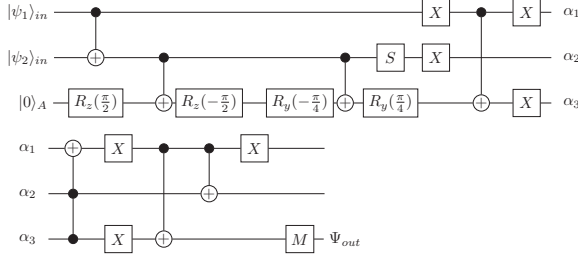 |ψ₁⟩in X X α₁
|ψ₂⟩in S X α₂
|0⟩A Rz(π/2) Rz(−π/2) Ry(−π/4) Ry(π/4) X α₃
α₁ X X
α₂
α₃ X M Ψout